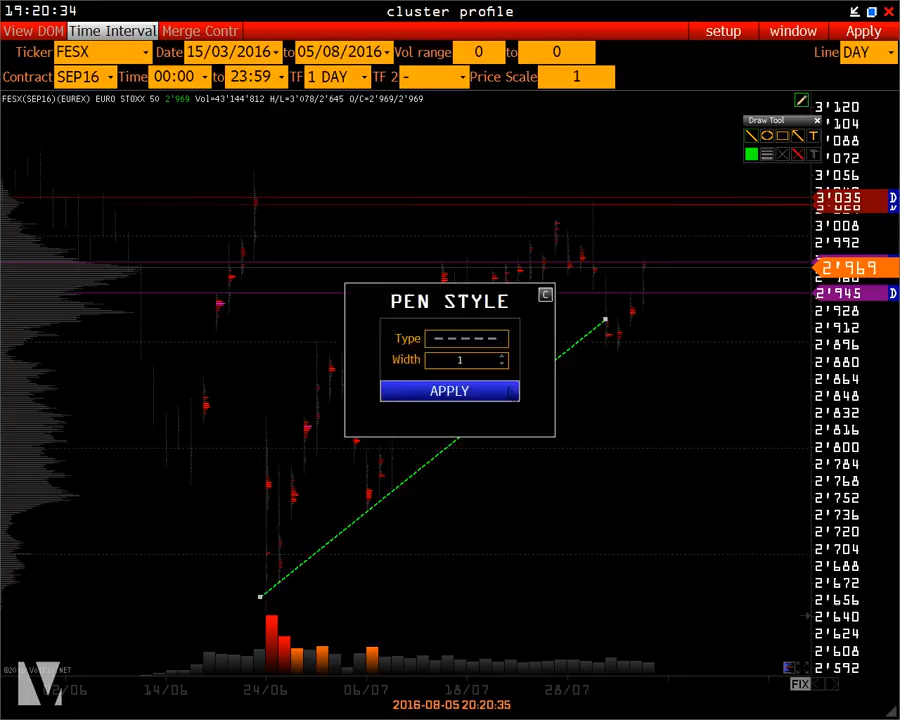 19:20:34 cluster profile
View DOM Time Interval Merge Contr setup window Apply
Ticker FESX Date 15/03/2016 to 05/08/2016 Vol range 0 to 0 Line DAY
Contract SEP16 Time 00:00 to 23:59 TF 1 DAY TF 2 - Price Scale 1
FESX(SEP16)(EUREX) EURO STOXX 50 2'969 Vol=43'144'812 H/L=3'078/2'645 O/C=2'969/2'969
3'120
Draw Tool
3'104
3'088
T
3'072
T
3'056
3'035 D
3'008
2'992
2'969
2'945 D
2'928
PEN STYLE C
2'912
Type
2'896
Width 1
2'880
2'864
APPLY
2'848
2'832
2'816
2'800
2'784
2'768
2'752
2'736
2'720
2'704
2'688
2'672
2'656
2'640
2'624
2'608
2'592
14/06 24/06 06/07 18/07 28/07 FIX
2016-08-05 20:20:35